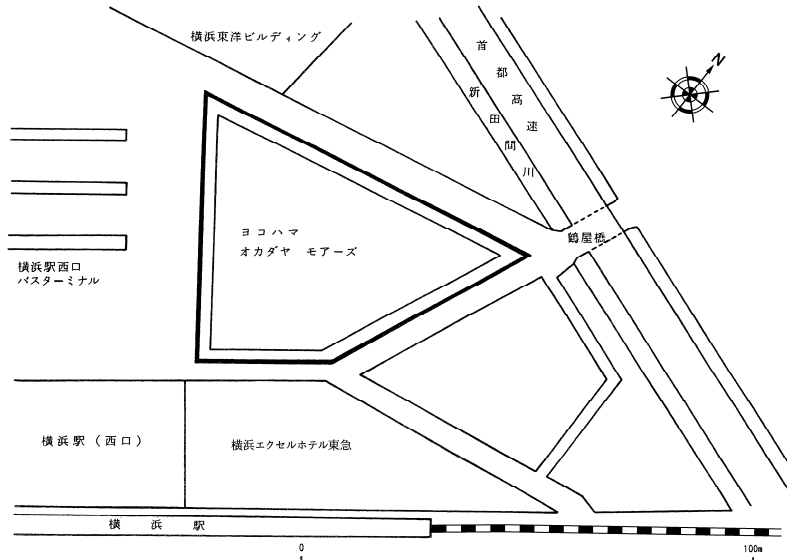 横浜東洋ビルディング
首都高速
新田間川
N
ヨコハマ
オカダヤ モアーズ
鶴屋橋
横浜駅西口
バスターミナル
横浜駅(西口)
横浜エクセルホテル東急
横浜駅
0
100m